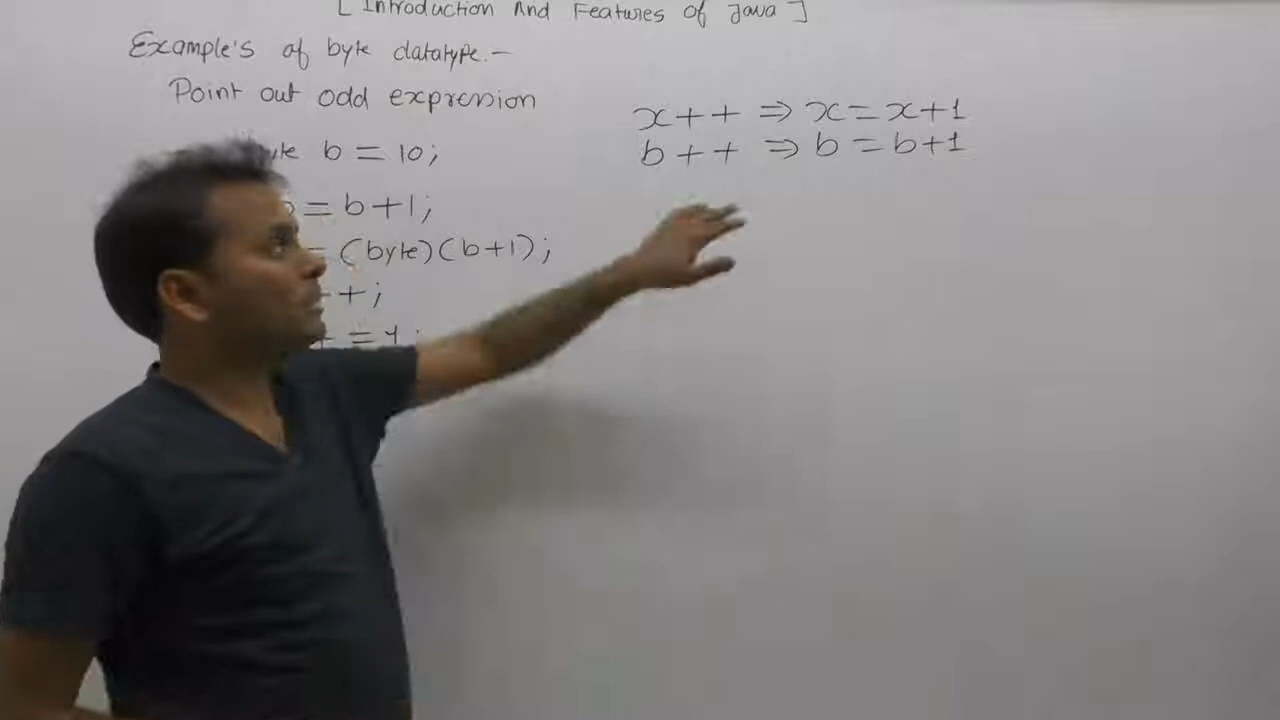 [ Introduction And Features of Java ]
Example's of byte datatype. -
Point out odd expression
b = 10;
= b+1;
(byte)(b+1);
+;
=
x++ ⇒ x = x+1
b++ ⇒ b = b+1